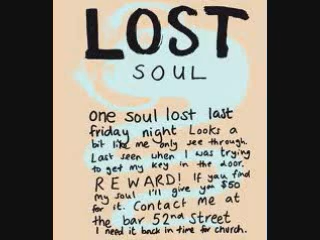 LOST
SOUL
one soul lost last
friday night Looks a
bit like me only see through.
Last seen when I was trying
to get my key in the door.
REWARD! If you find
my soul I'll give you $50
for it. Contact me at
the bar 52nd Street
I need it back in time for church.